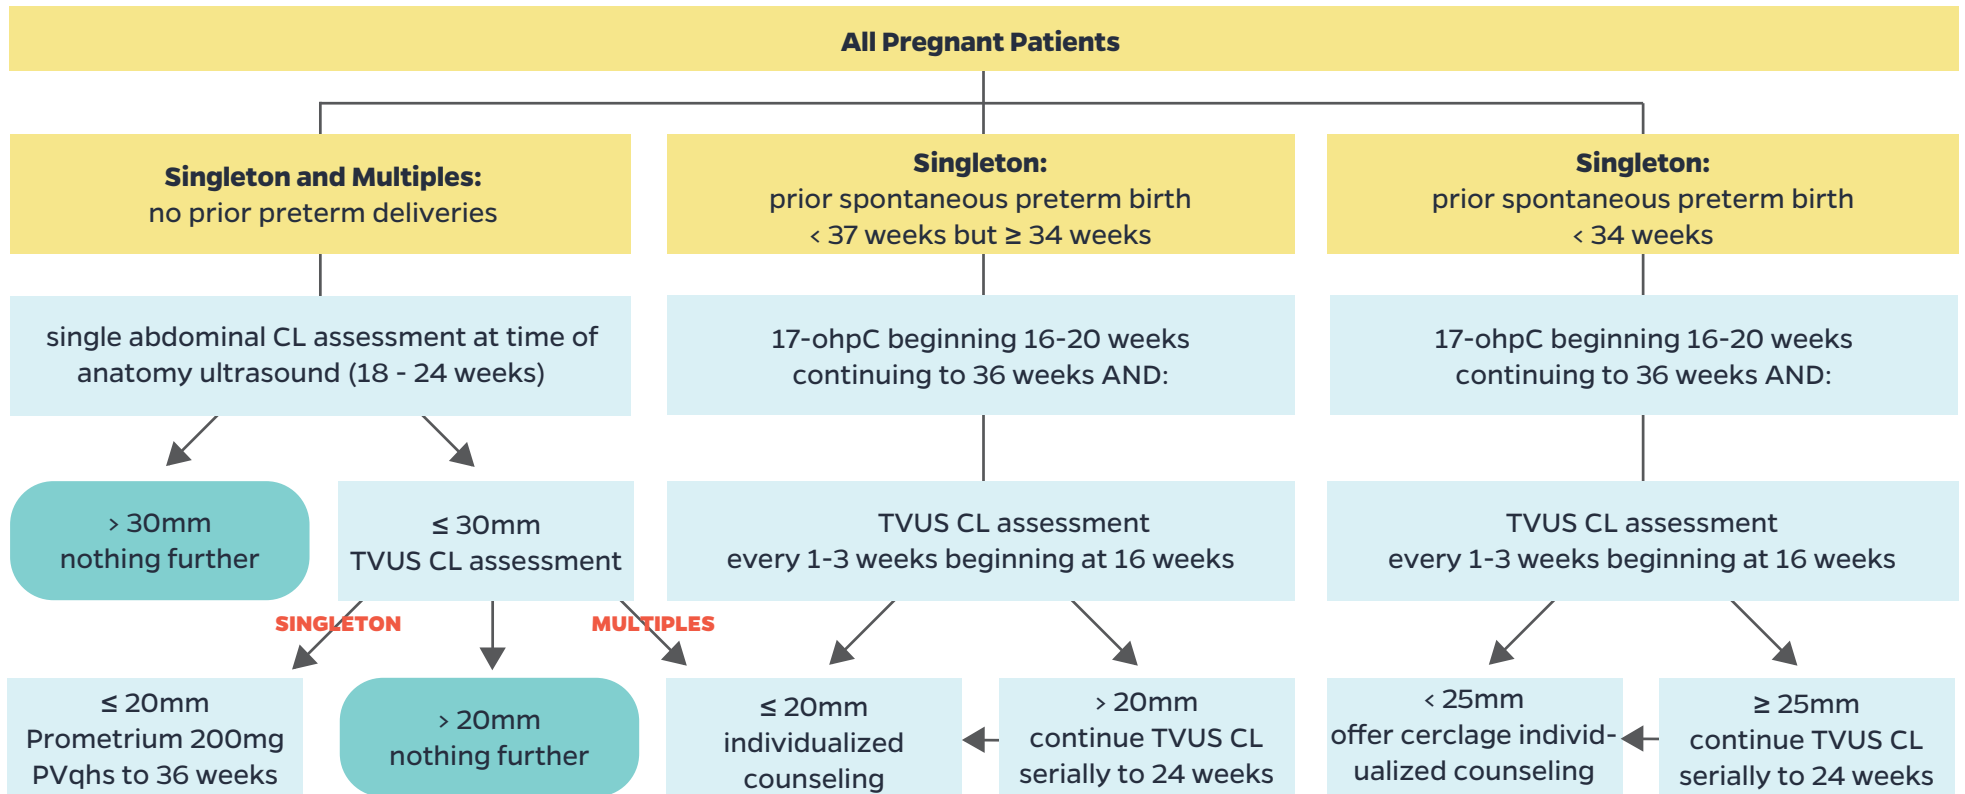 All Pregnant Patients
Singleton and Multiples:
no prior preterm deliveries
Singleton:
prior spontaneous preterm birth
< 37 weeks but ≥ 34 weeks
Singleton:
prior spontaneous preterm birth
< 34 weeks
single abdominal CL assessment at time of
anatomy ultrasound (18 - 24 weeks)
17-ohpC beginning 16-20 weeks
continuing to 36 weeks AND:
17-ohpC beginning 16-20 weeks
continuing to 36 weeks AND:
> 30mm
nothing further
≤ 30mm
TVUS CL assessment
TVUS CL assessment
every 1-3 weeks beginning at 16 weeks
TVUS CL assessment
every 1-3 weeks beginning at 16 weeks
SINGLETON
MULTIPLES
≤ 20mm
Prometrium 200mg
PVqhs to 36 weeks
> 20mm
nothing further
≤ 20mm
individualized
counseling
> 20mm
continue TVUS CL
serially to 24 weeks
< 25mm
offer cerclage individ-
ualized counseling
≥ 25mm
continue TVUS CL
serially to 24 weeks